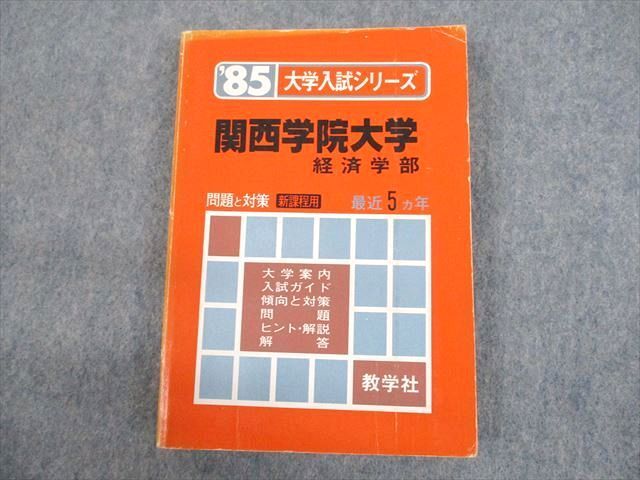 '85 大学入試シリーズ
関西学院大学
経済学部
問題と対策 新課程用 最近5ヵ年
大学案内
入試ガイド
傾向と対策
問題
ヒント・解説
解答
教学社